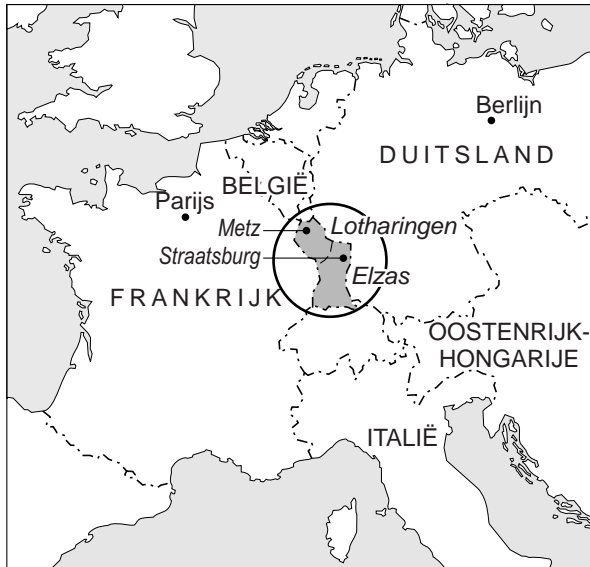 Berlijn
DUITSLAND
BELGIË
Parijs
Metz
Lotharingen
Straatsburg
Elzas
FRANKRIJK
OOSTENRIJK-
HONGARIJE
ITALIË